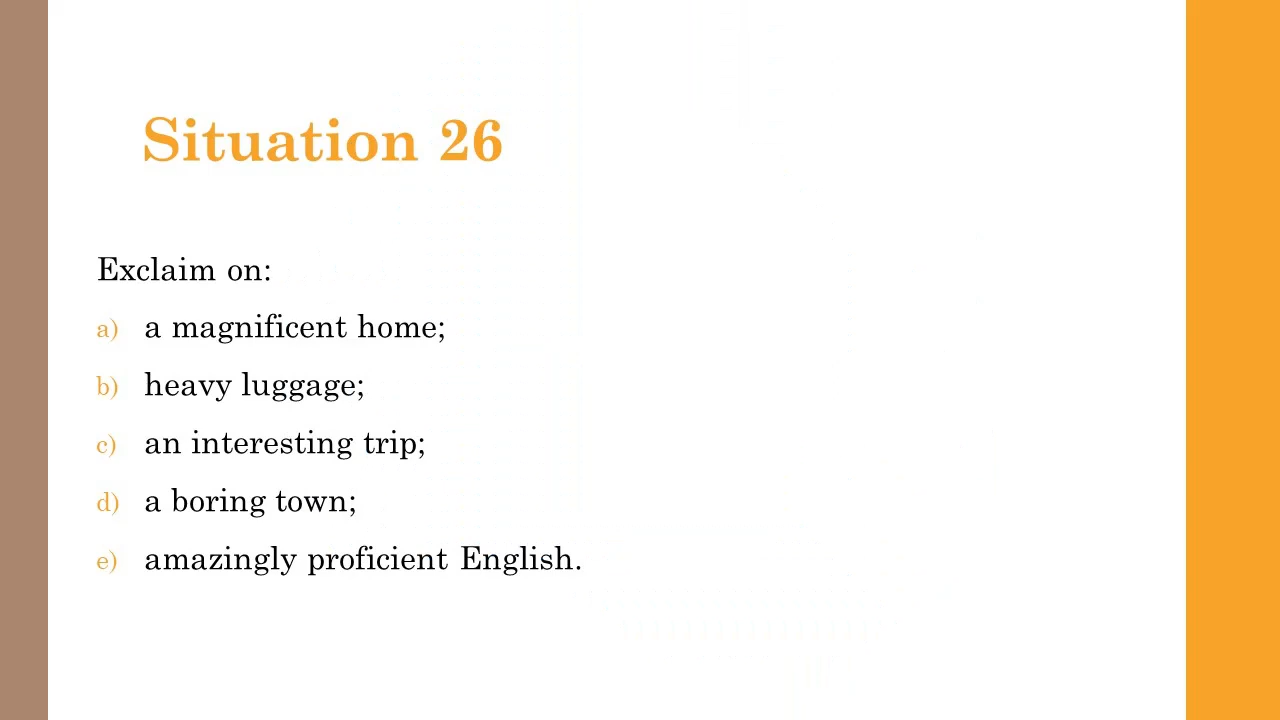 Situation 26
Exclaim on:
a) a magnificent home;
b) heavy luggage;
c) an interesting trip;
d) a boring town;
e) amazingly proficient English.